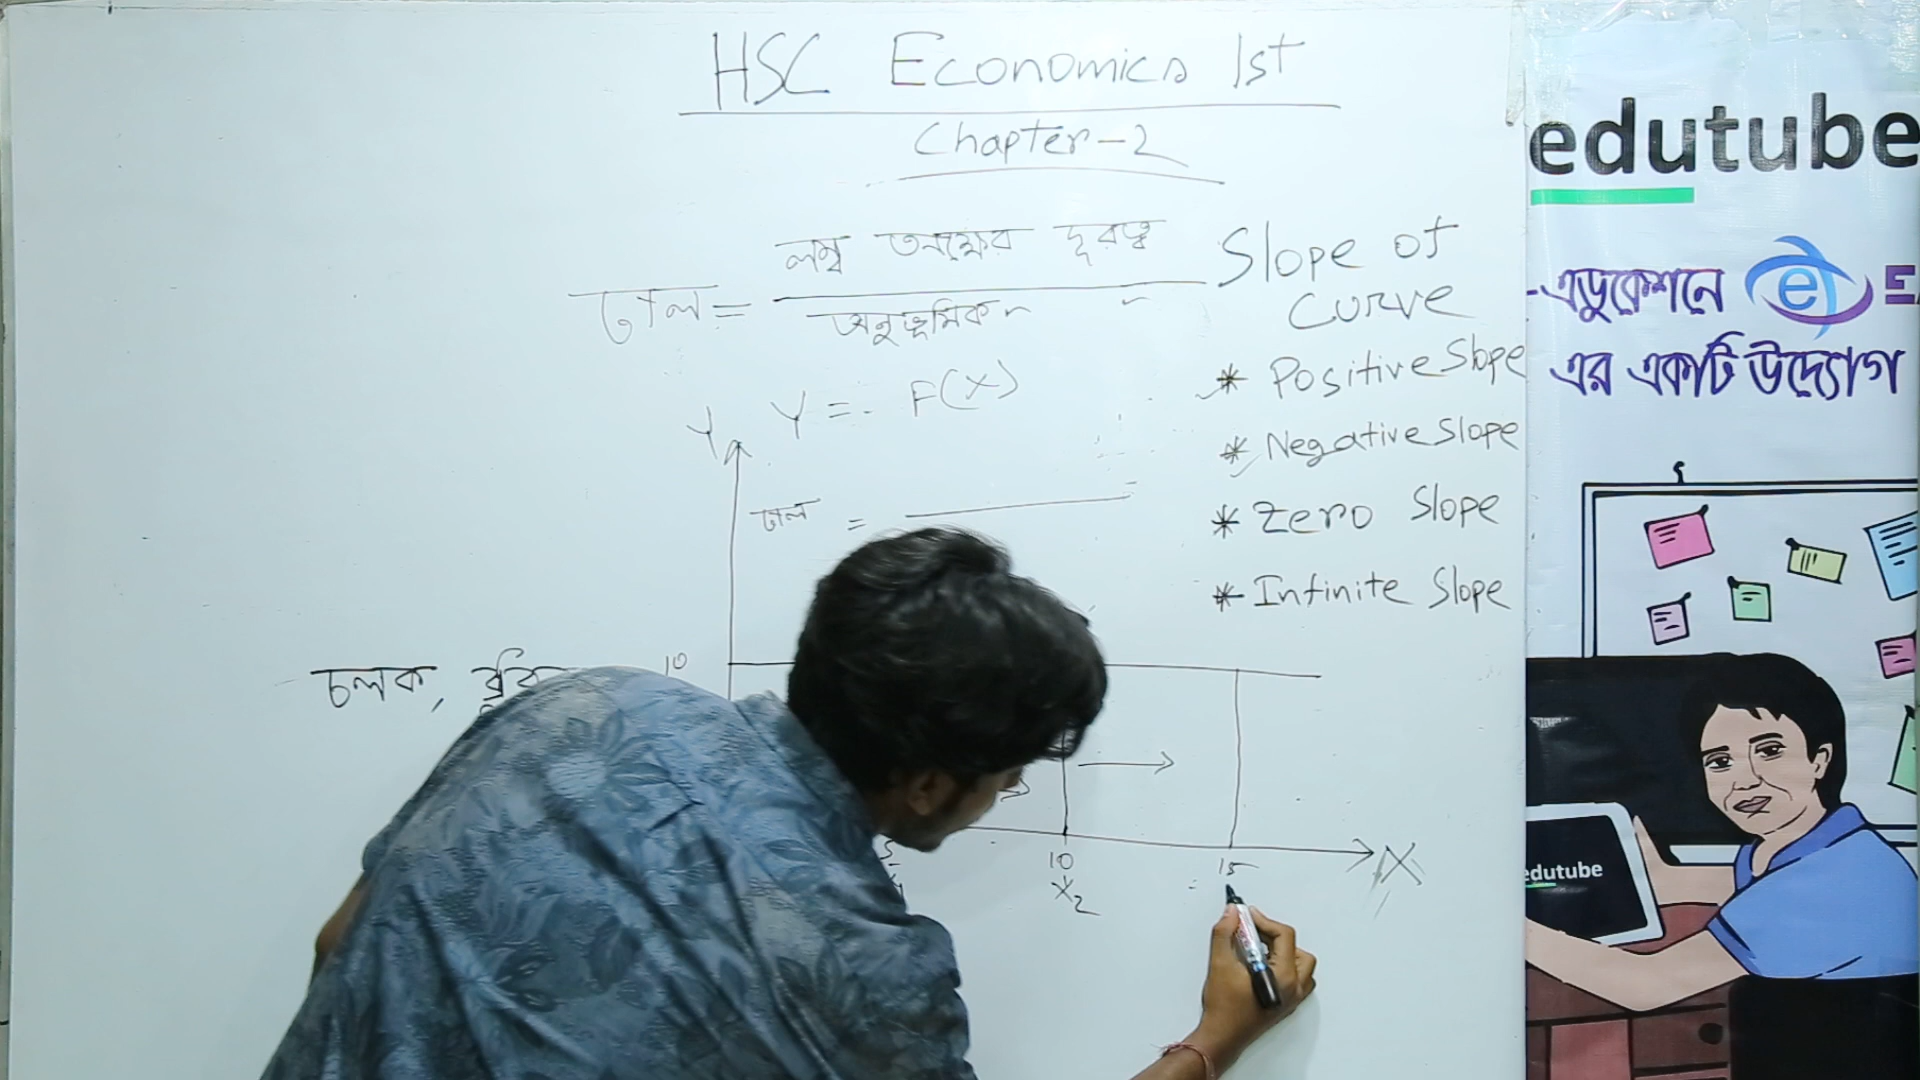 HSC Economics 1st
Chapter-2
ঢাল = লম্ব অক্ষের দূরত্ব
অনুভূমিক " "
Slope of
curve
* Positive Slope
* Negative Slope
* Zero Slope
* Infinite Slope
Y = F(X)
Y
ঢাল =
চলক,
10
10
15
X
X2
edutube
-এডুকেশনে e
এর একটি উদ্যোগ
edutube